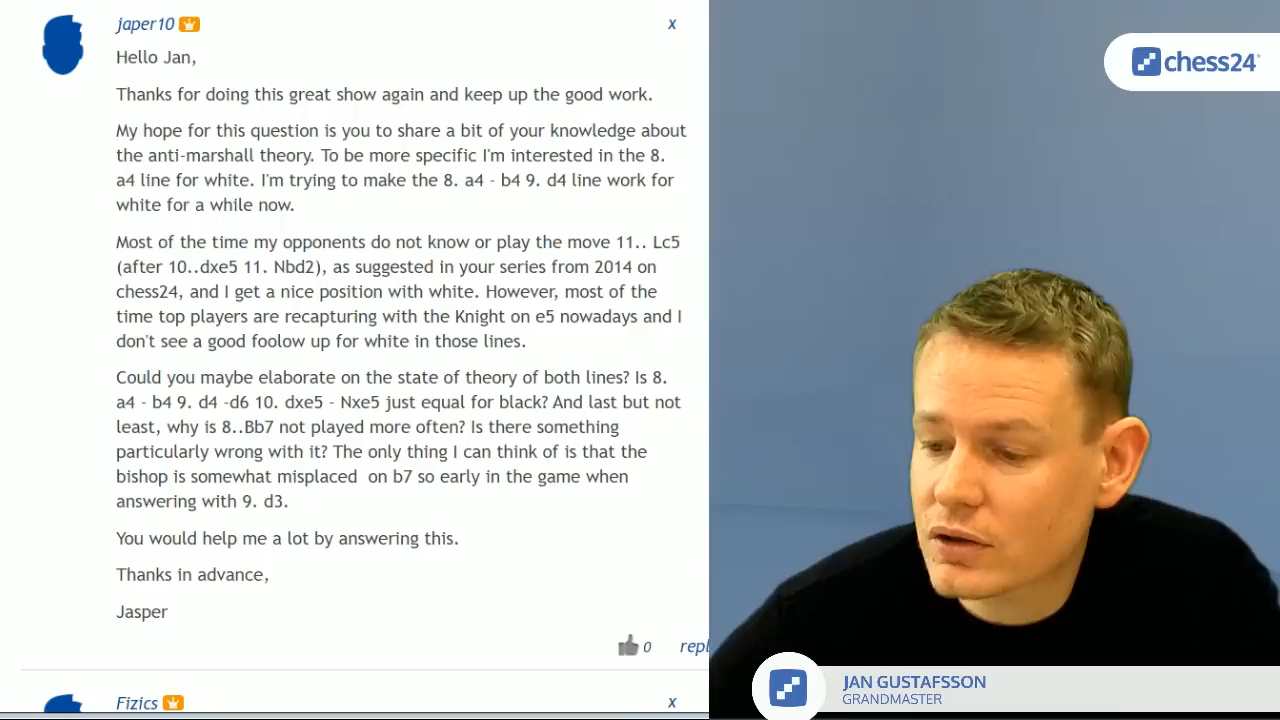 japer10
x
Hello Jan,
Thanks for doing this great show again and keep up the good work.
My hope for this question is you to share a bit of your knowledge about
the anti-marshall theory. To be more specific I'm interested in the 8.
a4 line for white. I'm trying to make the 8. a4 - b4 9. d4 line work for
white for a while now.
Most of the time my opponents do not know or play the move 11.. Lc5
(after 10..dxe5 11. Nbd2), as suggested in your series from 2014 on
chess24, and I get a nice position with white. However, most of the
time top players are recapturing with the Knight on e5 nowadays and I
don't see a good foolow up for white in those lines.
Could you maybe elaborate on the state of theory of both lines? Is 8.
a4 - b4 9. d4 -d6 10. dxe5 - Nxe5 just equal for black? And last but not
least, why is 8..Bb7 not played more often? Is there something
particularly wrong with it? The only thing I can think of is that the
bishop is somewhat misplaced on b7 so early in the game when
answering with 9. d3.
You would help me a lot by answering this.
Thanks in advance,
Jasper
0 repl
Fizics
x
chess24
JAN GUSTAFSSON
GRANDMASTER